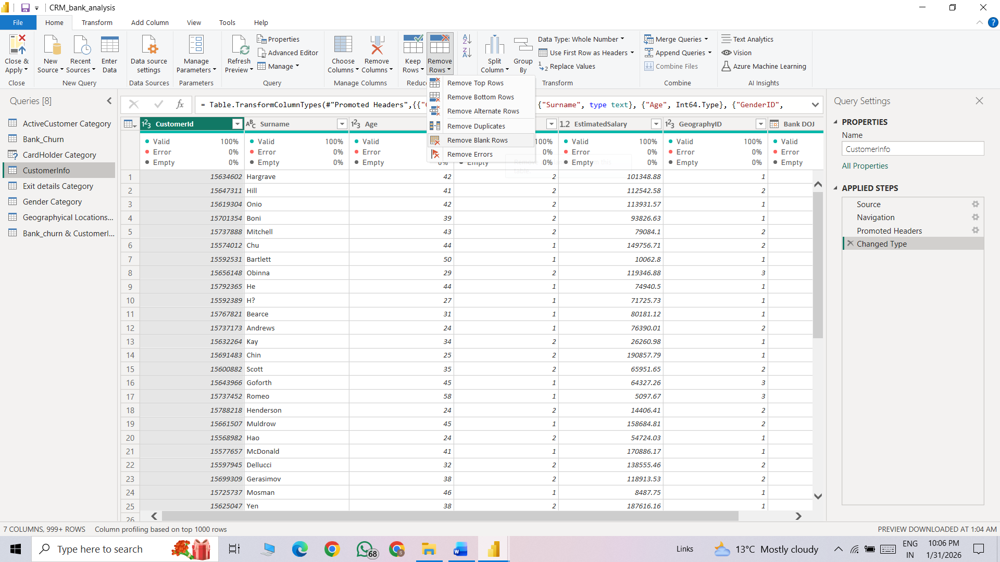 CRM_bank_analysis
File Home Transform Add Column View Tools Help
Close & Apply
Close
New Source
Recent Sources
Enter Data
New Query
Data source settings
Data Sources
Manage Parameters
Parameters
Refresh Preview
Properties
Advanced Editor
Manage
Query
Choose Columns
Remove Columns
Manage Columns
Keep Rows
Remove Rows
Reduc
Split Column
Group By
Data Type: Whole Number
Use First Row as Headers
Replace Values
Transform
Merge Queries
Append Queries
Combine Files
Combine
Text Analytics
Vision
Azure Machine Learning
AI Insights
Remove Top Rows
Remove Bottom Rows
Remove Alternate Rows
Remove Duplicates
Remove Blank Rows
Remove Errors
Queries [8]
ActiveCustomer Category
Bank_Churn
CardHolder Category
CustomerInfo
Exit details Category
Gender Category
Geographyical Locations...
Bank_churn & CustomerI...
fx = Table.TransformColumnTypes(#"Promoted Headers",{{" {"Surname", type text}, {"Age", Int64.Type}, {"GenderID",
CustomerId Surname Age 1.2 EstimatedSalary GeographyID Bank DOJ
Valid 100% Valid 100% Valid 100% Valid 100% Valid 100% Valid
Error 0% Error 0% Error 0% Error 0% Error 0% Error
Empty 0% Empty 0% Empty 0% Empty 0% Empty 0% Empty 0% Empty
1 15634602 Hargrave 42 2 101348.88 1
2 15647311 Hill 41 2 112542.58 2
3 15619304 Onio 42 2 113931.57 1
4 15701354 Boni 39 2 93826.63 1
5 15737888 Mitchell 43 2 79084.1 2
6 15574012 Chu 44 1 149756.71 2
7 15592531 Bartlett 50 1 10062.8 1
8 15656148 Obinna 29 2 119346.88 3
9 15792365 He 44 1 74940.5 1
10 15592389 H? 27 1 71725.73 1
11 15767821 Bearce 31 1 80181.12 1
12 15737173 Andrews 24 1 76390.01 2
13 15632264 Kay 34 2 26260.98 1
14 15691483 Chin 25 2 190857.79 1
15 15600882 Scott 35 2 65951.65 2
16 15643966 Goforth 45 1 64327.26 3
17 15737452 Romeo 58 1 5097.67 3
18 15788218 Henderson 24 2 14406.41 2
19 15661507 Muldrow 45 1 158684.81 2
20 15568982 Hao 24 2 54724.03 1
21 15577657 McDonald 41 1 170886.17 1
22 15597945 Dellucci 32 2 138555.46 2
23 15699309 Gerasimov 38 2 118913.53 2
24 15725737 Mosman 46 1 8487.75 1
25 15625047 Yen 38 2 187616.16 1
26
Query Settings
PROPERTIES
Name
CustomerInfo
All Properties
APPLIED STEPS
Source
Navigation
Promoted Headers
Changed Type
7 COLUMNS, 999+ ROWS Column profiling based on top 1000 rows
PREVIEW DOWNLOADED AT 1:04 AM
Type here to search
68
Links
13°C Mostly cloudy
ENG
IN
10:06 PM
1/31/2026